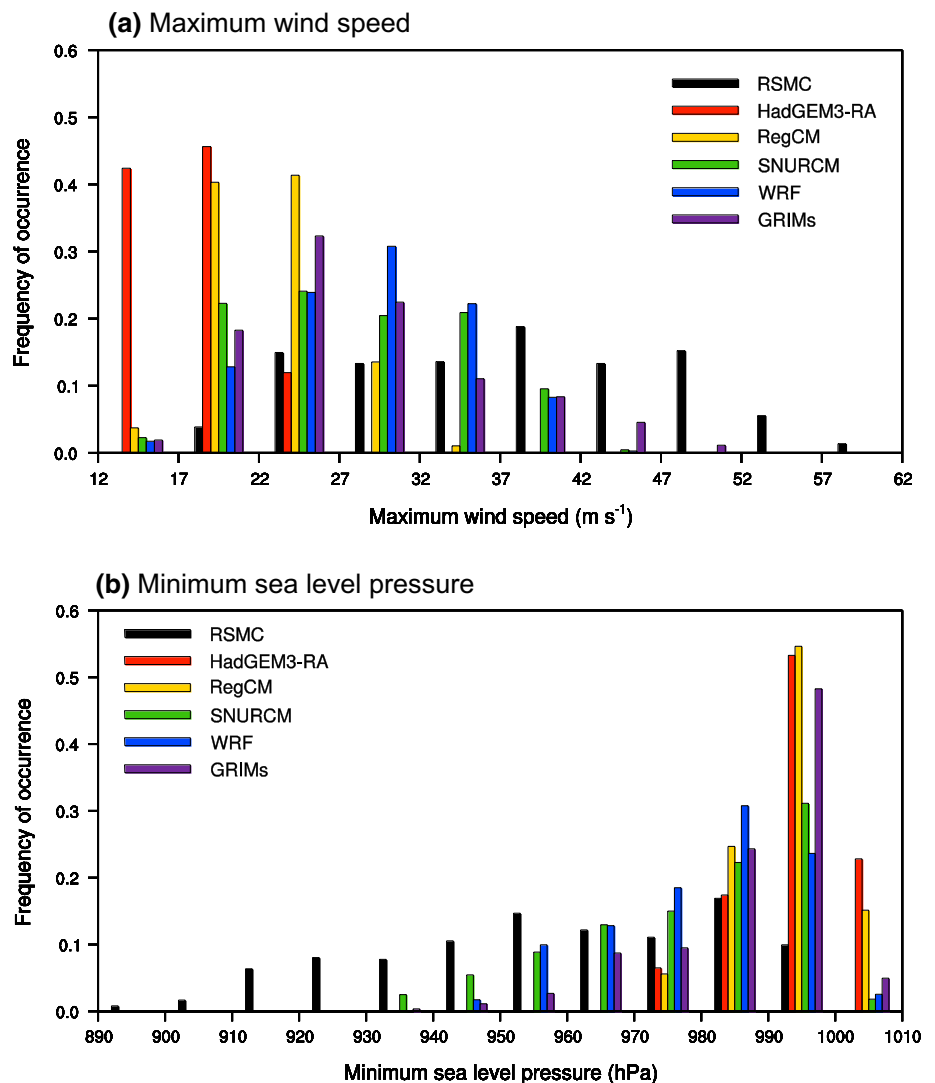 (a) Maximum wind speed
0.6
0.5
0.4
0.3
0.2
0.1
0.0
Frequency of occurrence
RSMC
HadGEM3-RA
RegCM
SNURCM
WRF
GRIMs
12 17 22 27 32 37 42 47 52 57 62
Maximum wind speed (m s⁻¹)
(b) Minimum sea level pressure
0.6
0.5
0.4
0.3
0.2
0.1
0.0
Frequency of occurrence
RSMC
HadGEM3-RA
RegCM
SNURCM
WRF
GRIMs
890 900 910 920 930 940 950 960 970 980 990 1000 1010
Minimum sea level pressure (hPa)